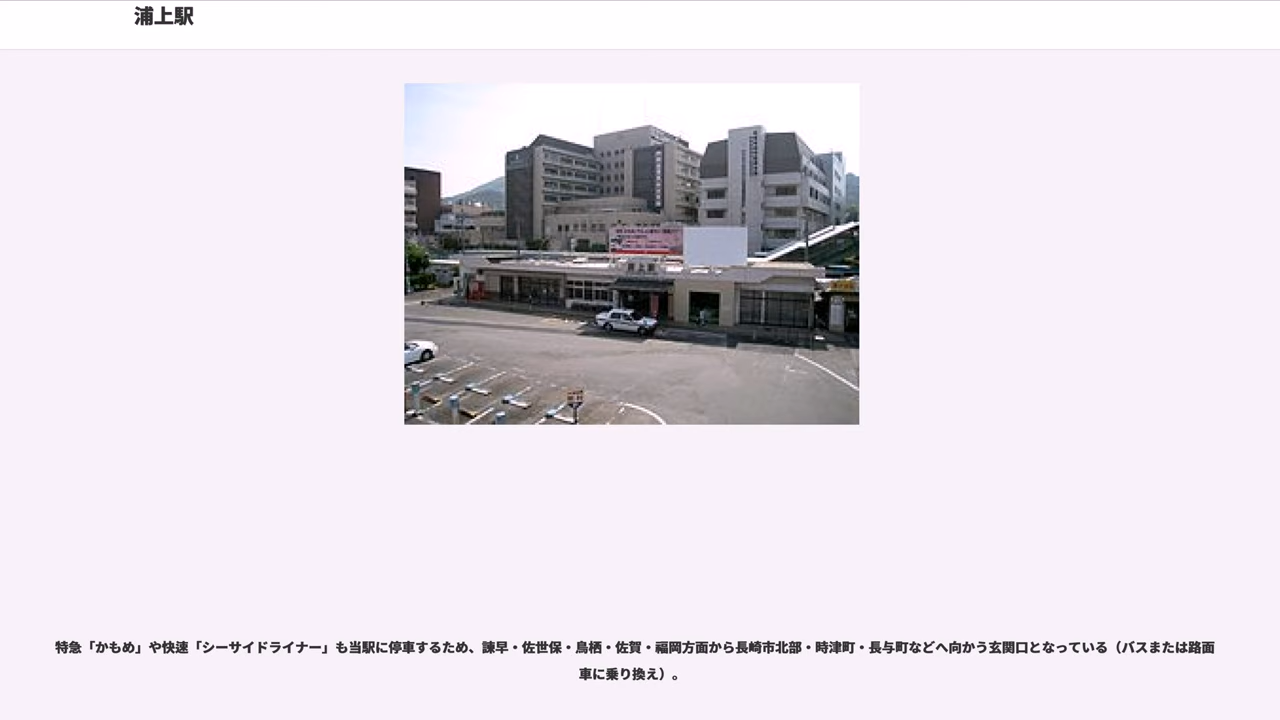 浦上駅
浦上駅
特急「かもめ」や快速「シーサイドライナー」も当駅に停車するため、諫早・佐世保・鳥栖・佐賀・福岡方面から長崎市北部・時津町・長与町などへ向かう玄関口となっている（バスまたは路面
車に乗り換え）。